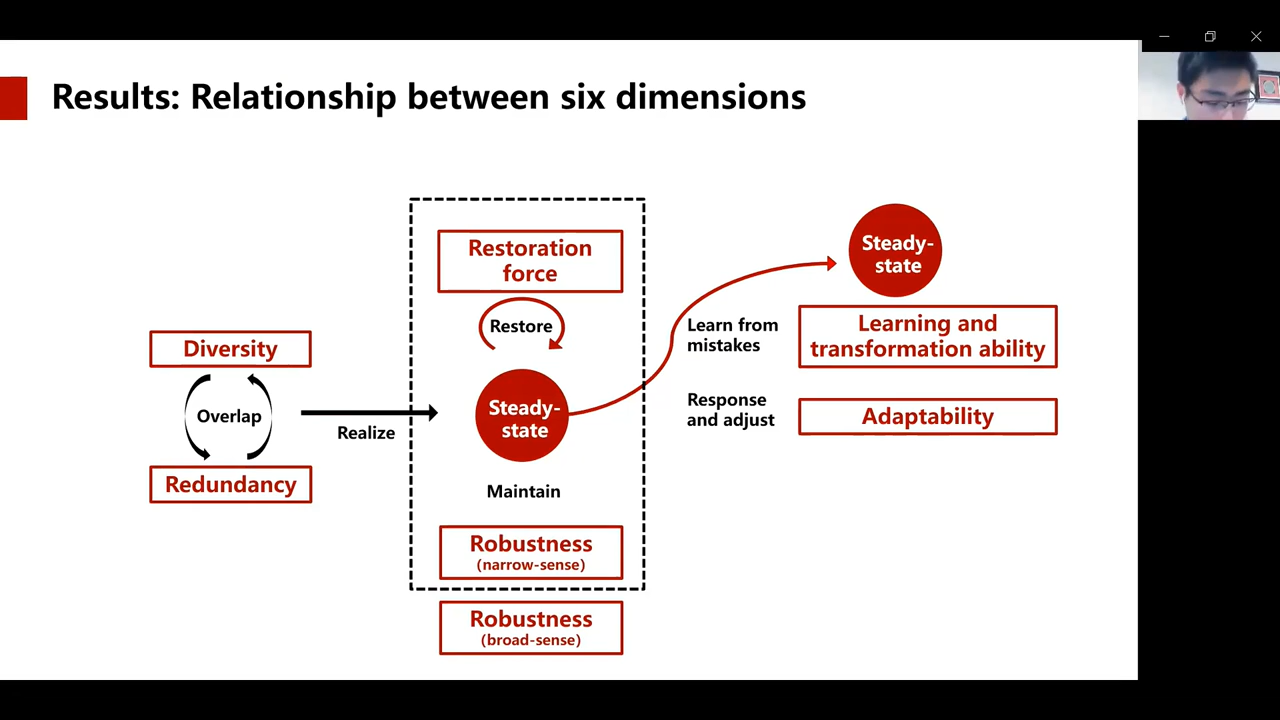 Results: Relationship between six dimensions
Diversity
Overlap
Redundancy
Realize
Restoration
force
Restore
Steady-
state
Maintain
Robustness
(narrow-sense)
Robustness
(broad-sense)
Learn from
mistakes
Response
and adjust
Steady-
state
Learning and
transformation ability
Adaptability